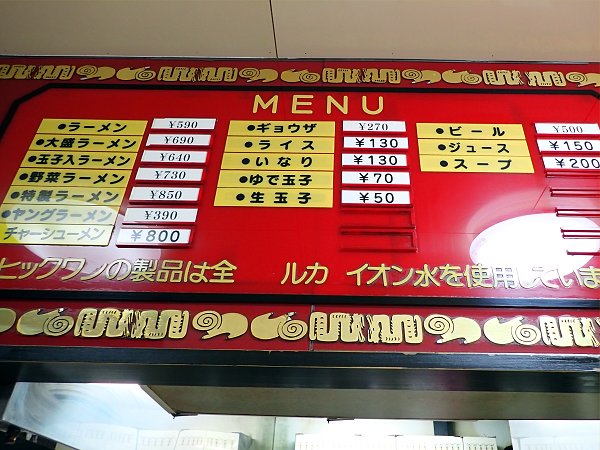 MENU
●ラーメン ¥590
●大盛ラーメン ¥690
●玉子入ラーメン ¥640
●野菜ラーメン ¥730
●特製ラーメン ¥850
●ヤングラーメン ¥390
チャーシューメン ¥800
●ギョウザ ¥270
●ライス ¥130
●いなり ¥130
●ゆで玉子 ¥70
●生玉子 ¥50
●ビール ¥500
●ジュース ¥150
●スープ ¥200
ビックワンの製品は全 ルカ イオン水を使用していま